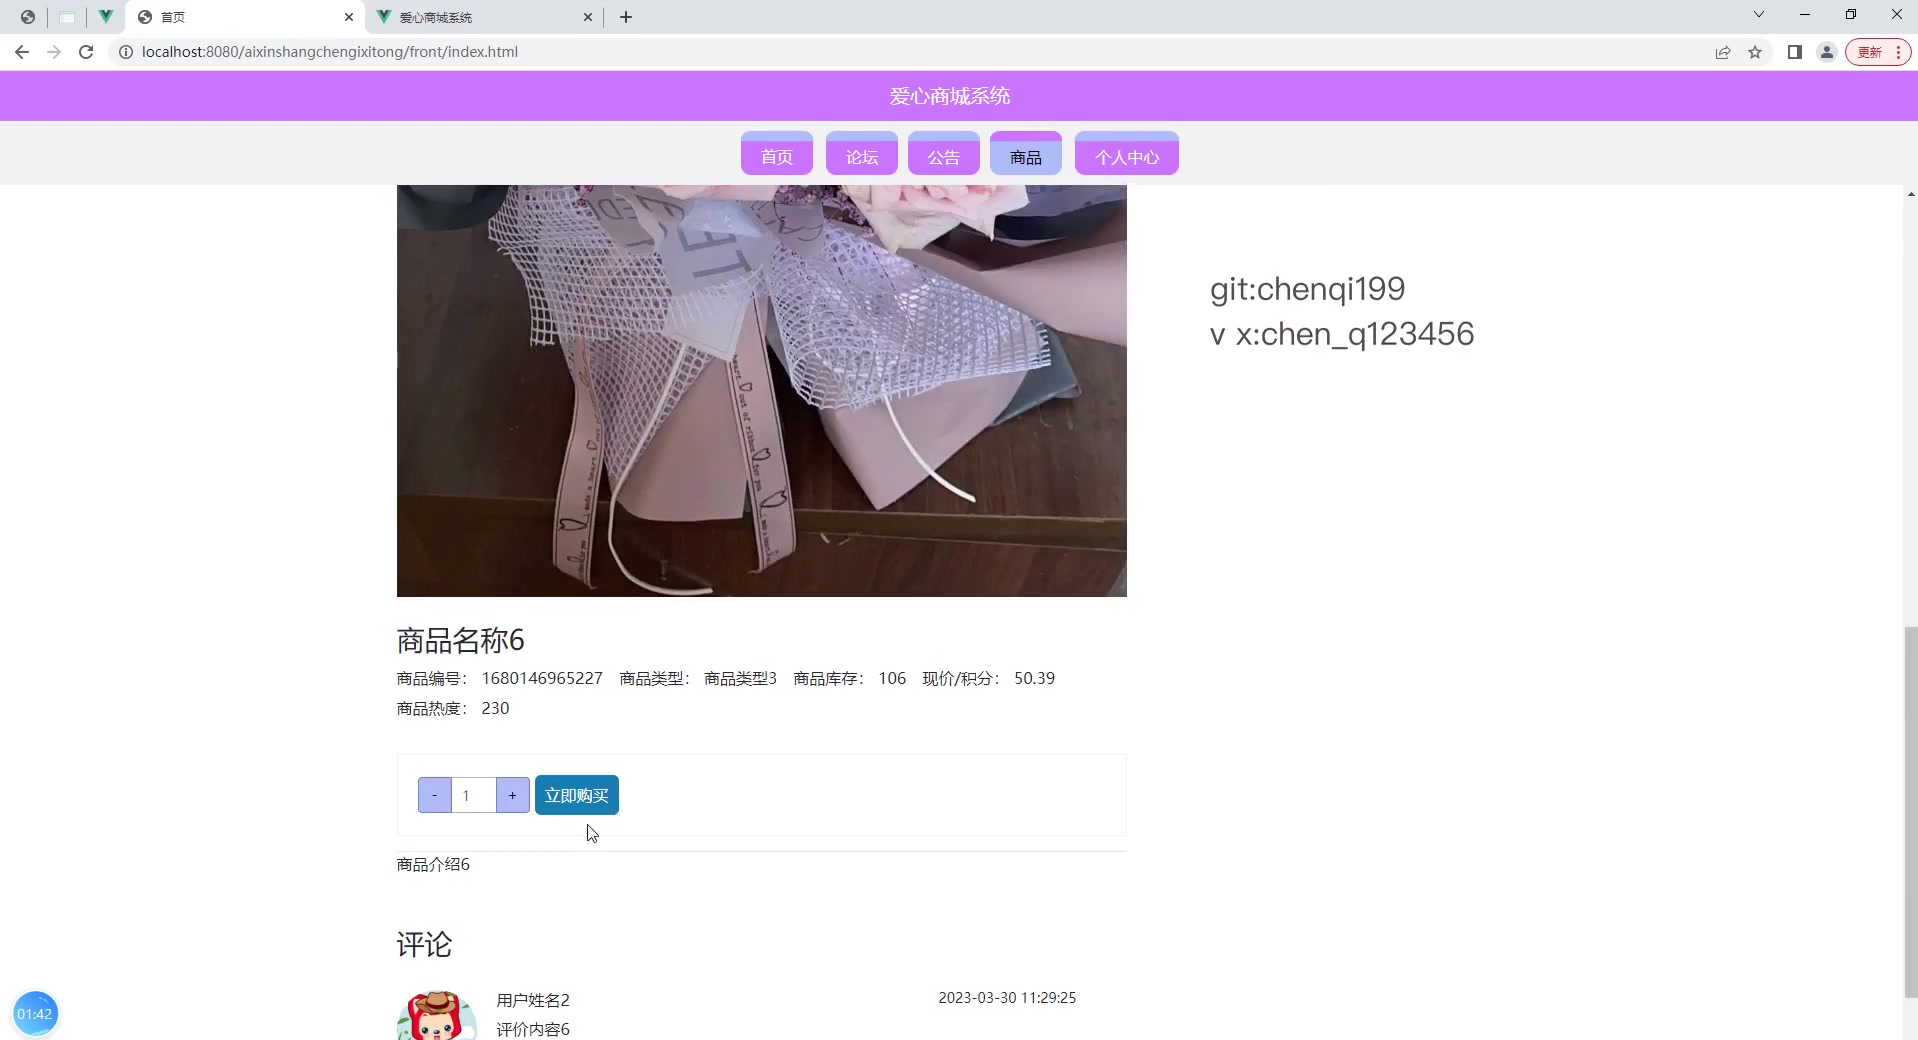 首页
爱心商城系统
localhost:8080/aixinshangchengixitong/front/index.html
更新
爱心商城系统
首页 论坛 公告 商品 个人中心
git:chenqi199
v x:chen_q123456
商品名称6
商品编号： 1680146965227 商品类型： 商品类型3 商品库存： 106 现价/积分： 50.39
商品热度： 230
- 1 + 立即购买
商品介绍6
评论
用户姓名2 2023-03-30 11:29:25
评价内容6
01:42